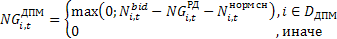 NG_{i,t}^{ДПМ} = { max(0; N_{i,t}^{bid} − NG_{i,t}^{РД} − N_{i,t}^{норм сн}), i ∈ D_{ДПМ}
0 , иначе